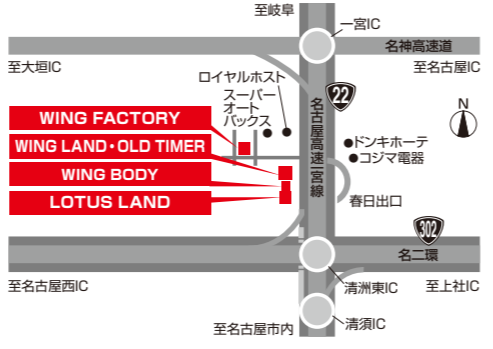 至岐阜
一宮IC
名神高速道
至大垣IC
至名古屋IC
ロイヤルホスト
スーパー
オート
バックス
22
名古屋高速一宮線
N
WING FACTORY
WING LAND・OLD TIMER
WING BODY
LOTUS LAND
ドンキホーテ
コジマ電器
春日出口
302
名二環
至名古屋西IC
清洲東IC
至上社IC
至名古屋市内
清須IC